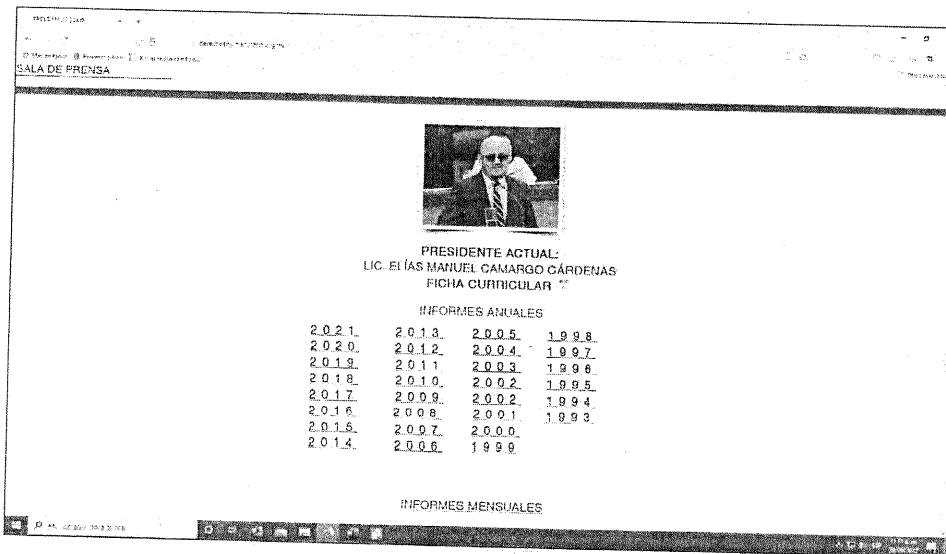 SALA DE PRENSA
PRESIDENTE ACTUAL:
LIC. ELÍAS MANUEL CAMARGO CÁRDENAS
FICHA CURRICULAR
INFORMES ANUALES
2021 2013 2005 1998
2020 2012 2004 1997
2019 2011 2003 1996
2018 2010 2002 1995
2017 2009 2002 1994
2016 2008 2001 1993
2015 2007 2000
2014 2006 1999
INFORMES MENSUALES